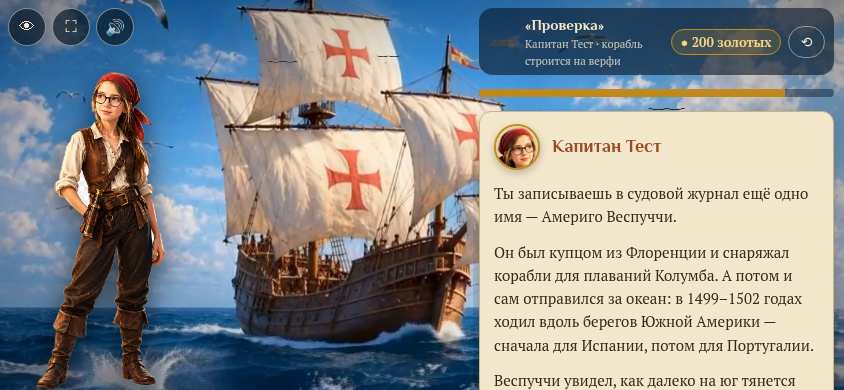 «Проверка»
Капитан Тест · корабль
строится на верфи
● 200 золотых
Капитан Тест
Ты записываешь в судовой журнал ещё одно
имя — Америго Веспуччи.
Он был купцом из Флоренции и снаряжал
корабли для плаваний Колумба. А потом и
сам отправился за океан: в 1499–1502 годах
ходил вдоль берегов Южной Америки —
сначала для Испании, потом для Португалии.
Веспуччи увидел, как далеко на юг тянется